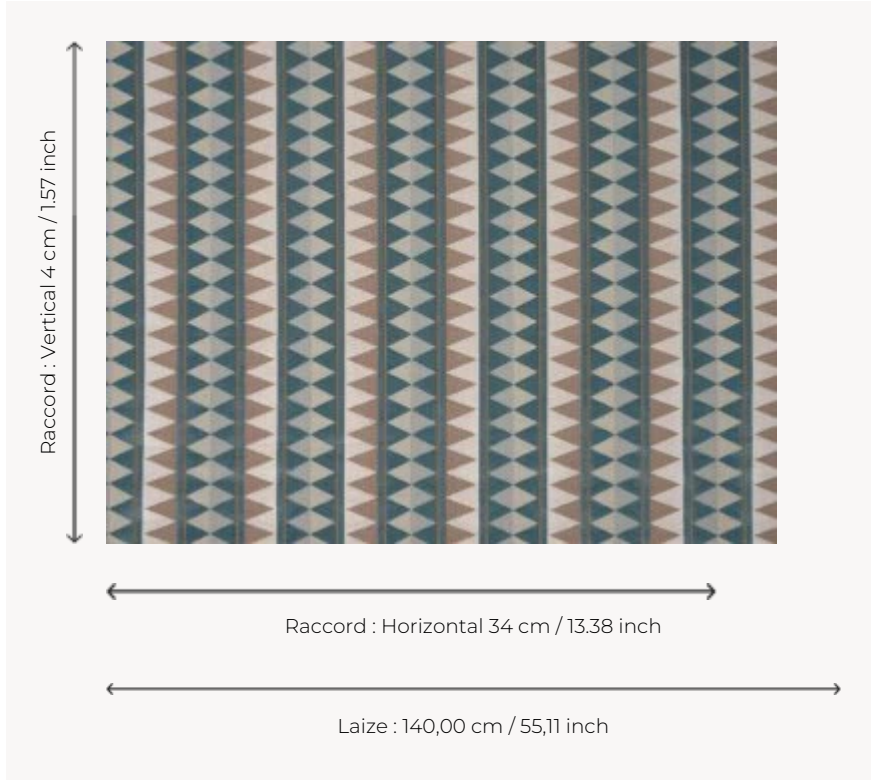 Raccord : Vertical 4 cm / 1.57 inch
Raccord : Horizontal 34 cm / 13.38 inch
Laize : 140,00 cm / 55,11 inch